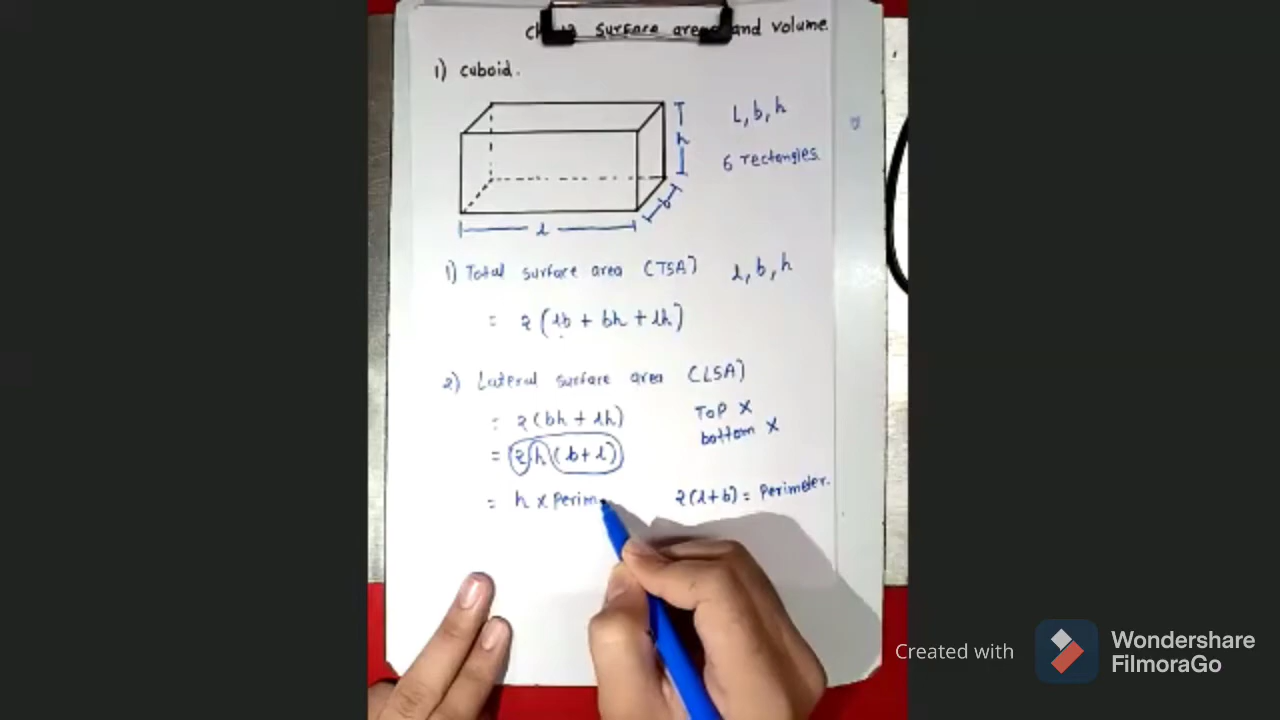 surface area and volume
1) cuboid.
L, b, h
h
6 rectangles.
b
l
1) Total surface area (TSA) l, b, h
= 2 (lb + bh + lh)
2) Lateral surface area (LSA)
= 2 (bh + lh)
TOP X
bottom X
= 2h (b + l)
= h x Perim
2(l+b) = Perimeter.
Created with
Wondershare
FilmoraGo